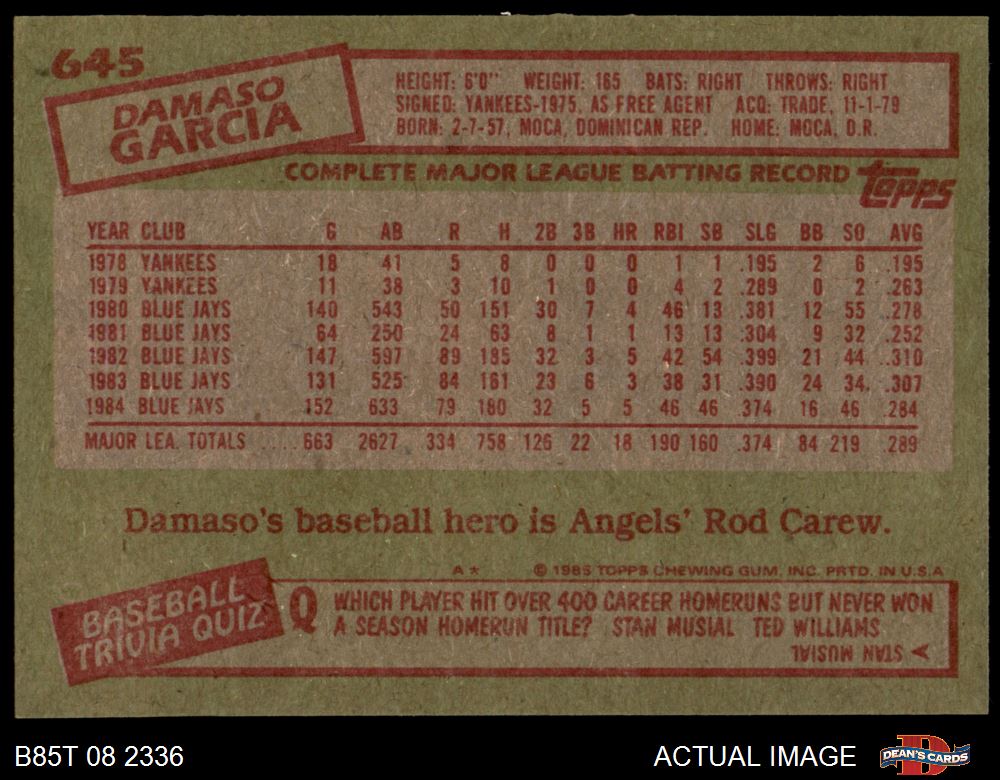 645
DAMASO
GARCIA
HEIGHT: 6'0" WEIGHT: 165 BATS: RIGHT THROWS: RIGHT
SIGNED: YANKEES-1975, AS FREE AGENT ACQ: TRADE, 11-1-79
BORN: 2-7-57, MOCA, DOMINICAN REP. HOME: MOCA, D.R.
COMPLETE MAJOR LEAGUE BATTING RECORD topps
YEAR CLUB G AB R H 2B 3B HR RBI SB SLG BB SO AVG
1978 YANKEES 18 41 5 8 0 0 0 1 1 .195 2 6 .195
1979 YANKEES 11 38 3 10 1 0 0 4 2 .289 0 2 .263
1980 BLUE JAYS 140 543 50 151 30 7 4 46 13 .381 12 55 .278
1981 BLUE JAYS 64 250 24 63 8 1 1 13 13 .304 9 32 .252
1982 BLUE JAYS 147 597 89 185 32 3 5 42 54 .399 21 44 .310
1983 BLUE JAYS 131 525 84 161 23 6 3 38 31 .390 24 34 .307
1984 BLUE JAYS 152 633 79 180 32 5 5 46 46 .374 16 46 .284
MAJOR LEA. TOTALS ..... 663 2627 334 758 126 22 18 190 160 .374 84 219 .289
Damaso's baseball hero is Angels' Rod Carew.
A* © 1985 TOPPS CHEWING GUM, INC. PRTD. IN U.S.A
BASEBALL
TRIVIA QUIZ
Q WHICH PLAYER HIT OVER 400 CAREER HOMERUNS BUT NEVER WON
A SEASON HOMERUN TITLE? STAN MUSIAL TED WILLIAMS
STAN MUSIAL
B85T 08 2336 ACTUAL IMAGE DEAN'S CARDS